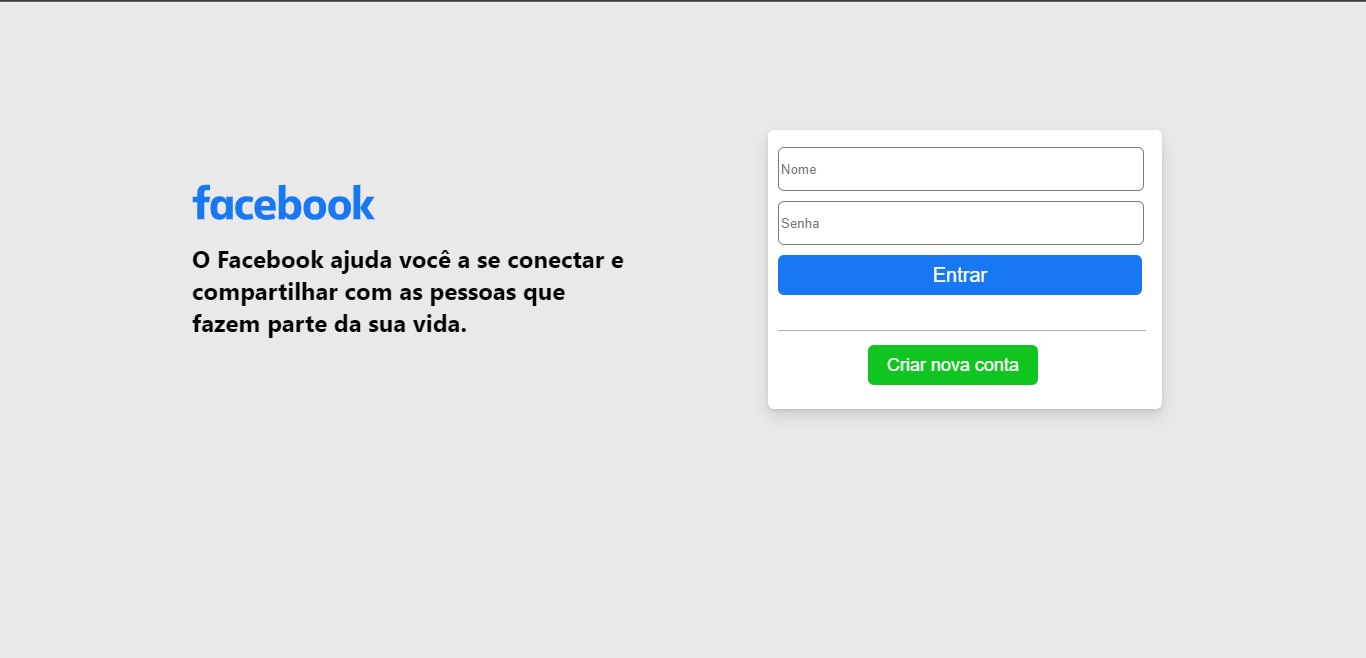 facebook
O Facebook ajuda você a se conectar e
compartilhar com as pessoas que
fazem parte da sua vida.
Nome
Senha
Entrar
Criar nova conta